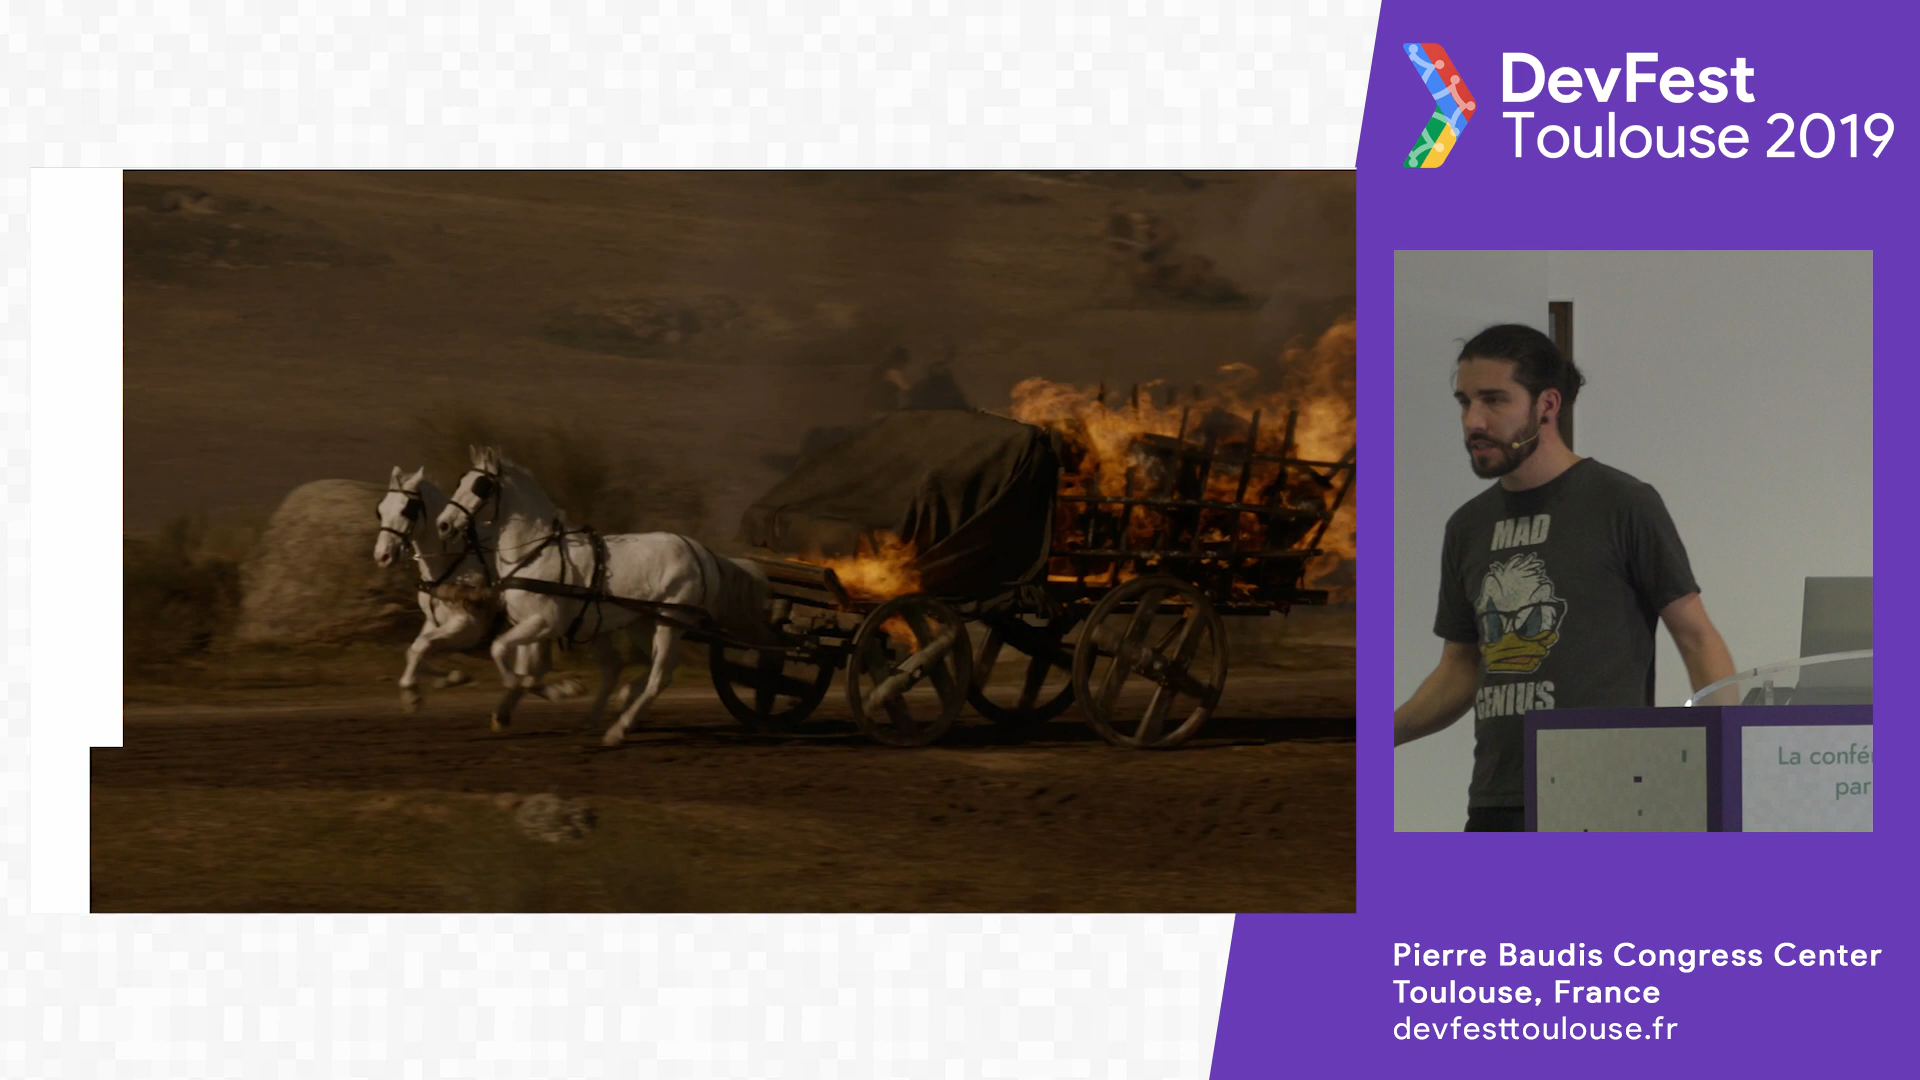 DevFest
Toulouse 2019
MAD
GENIUS
La confé
par
Pierre Baudis Congress Center
Toulouse, France
devfesttoulouse.fr